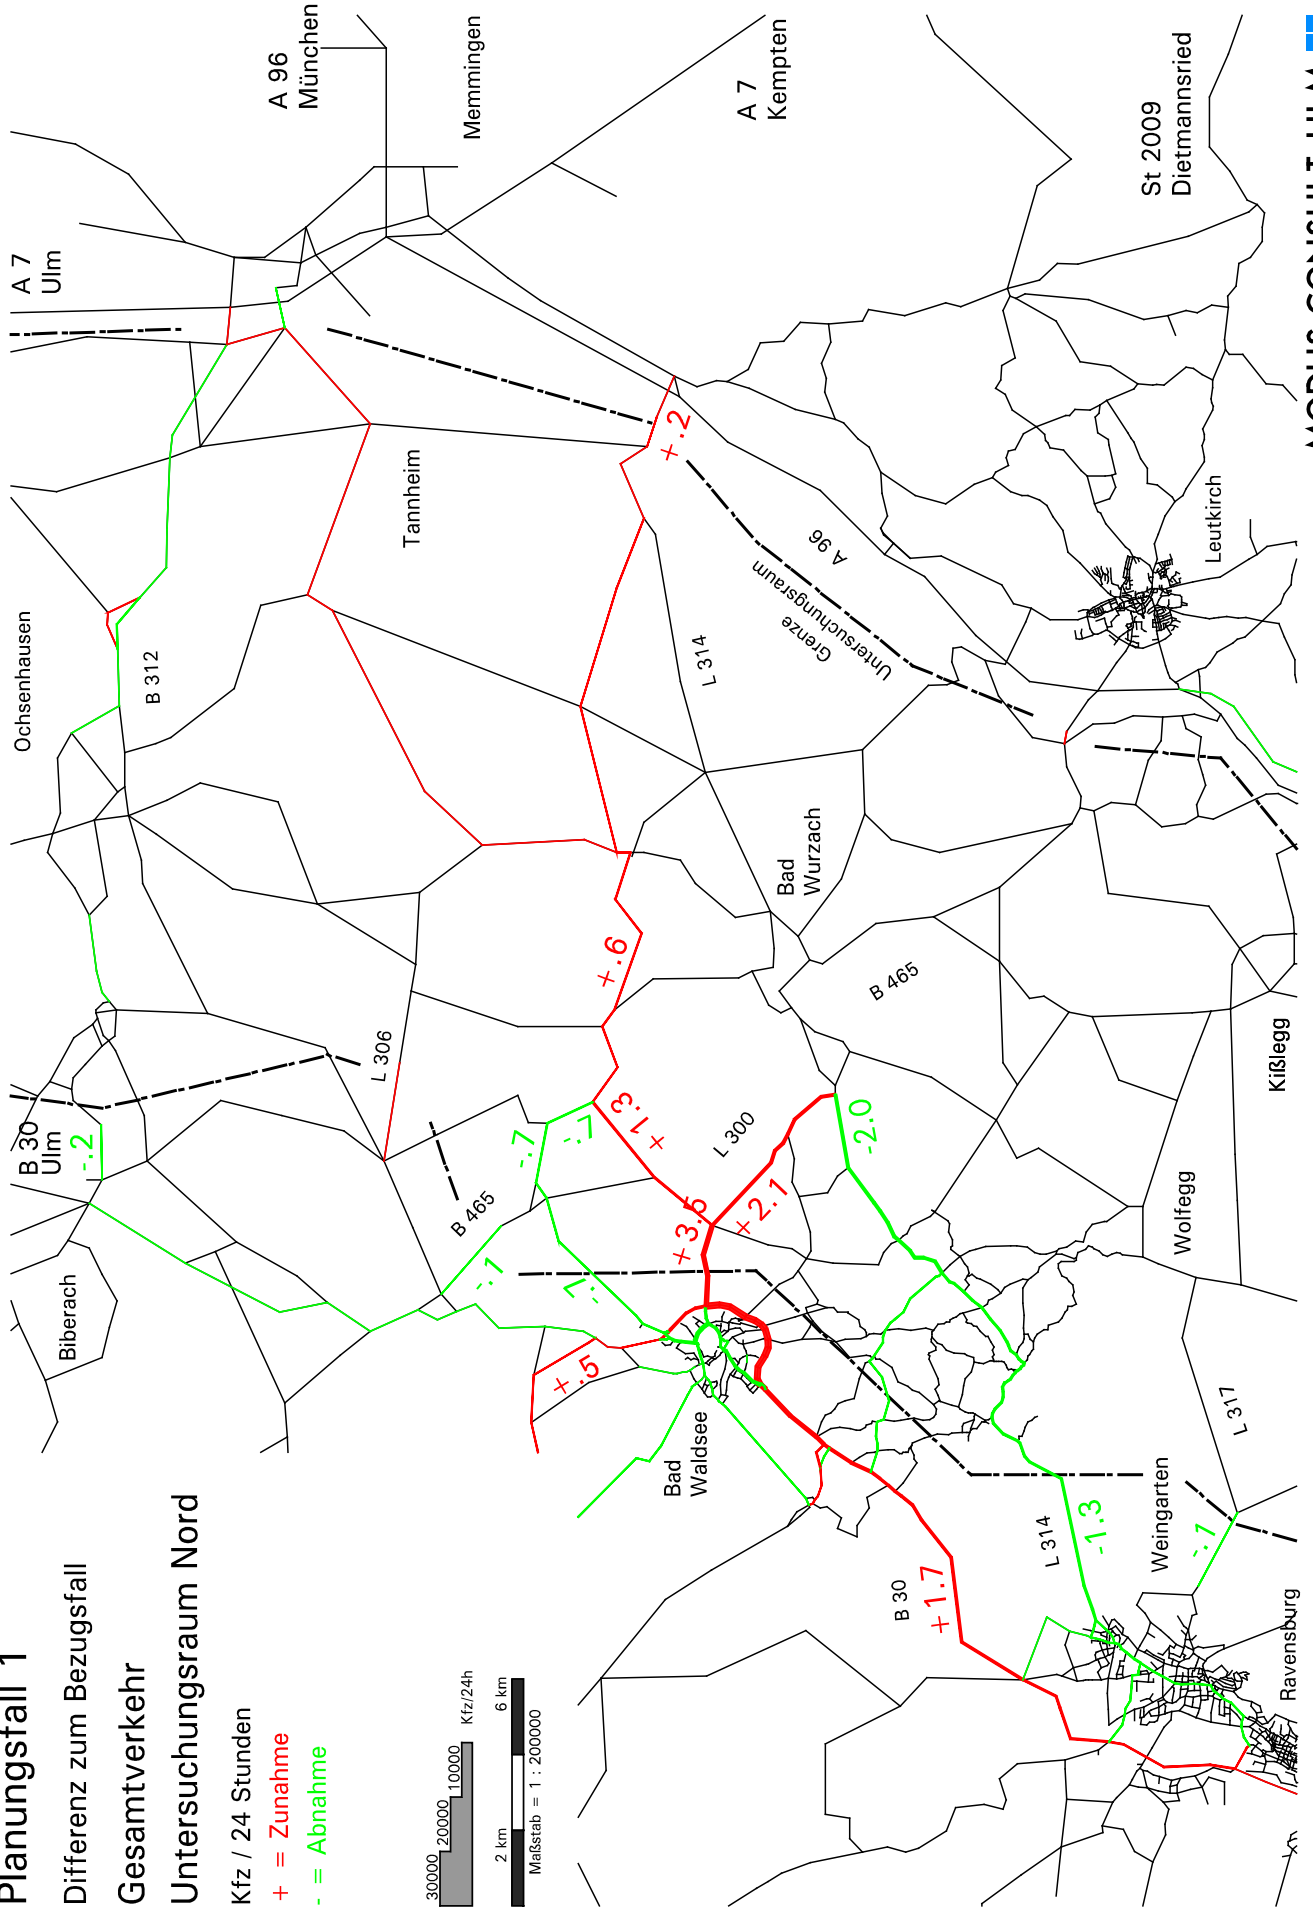 Planungsfall 1
Differenz zum Bezugsfall
Gesamtverkehr
Untersuchungsraum Nord
Kfz / 24 Stunden
+ = Zunahme
- = Abnahme
30000
20000
10000
Kfz/24h
2 km
6 km
Maßstab = 1 : 200000
B 30
Ulm
-.2
Biberach
Ochsenhausen
B 312
A 7
Ulm
A 96
München
Memmingen
A 7
Kempten
St 2009
Dietmannsried
Tannheim
L 306
B 465
-.1
-.7
-.7
-.7
+.5
+.6
+1.3
+3.5
+2.1
+.2
L 314
A 96
Grenze
Untersuchungsraum
Leutkirch
Bad
Wurzach
B 465
L 300
-2.0
Kißlegg
Wolfegg
L 317
Bad
Waldsee
B 30
+1.7
L 314
-1.3
Weingarten
-.1
Ravensburg